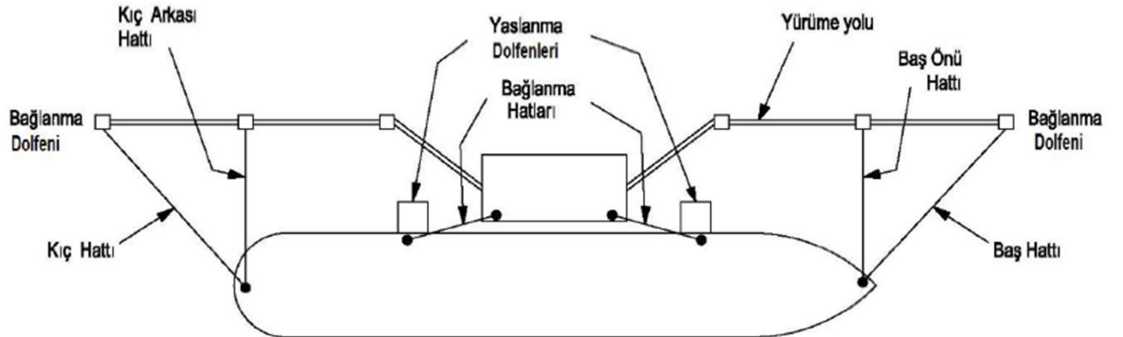 Kıç Arkası
Hattı
Yaslanma
Dolfenleri
Yürüme yolu
Baş Önü
Hattı
Bağlanma
Hatları
Bağlanma
Dolfeni
Bağlanma
Dolfeni
Kıç Hattı
Baş Hattı